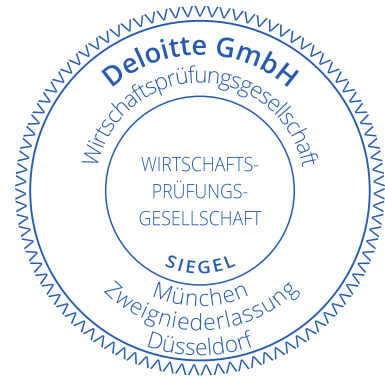 Deloitte GmbH
Wirtschaftsprüfungsgesellschaft
WIRTSCHAFTS-
PRÜFUNGS-
GESELLSCHAFT
SIEGEL
München
Zweigniederlassung
Düsseldorf